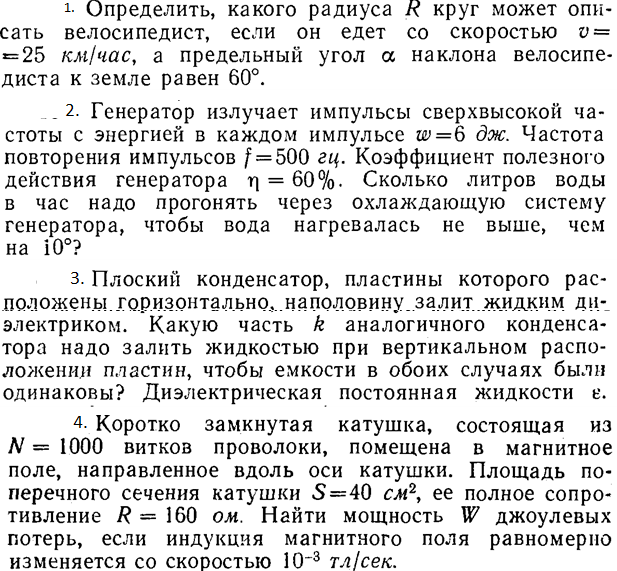 1. Определить, какого радиуса R круг может опи-
сать велосипедист, если он едет со скоростью v=
=25 км/час, а предельный угол α наклона велосипе-
диста к земле равен 60°.
2. Генератор излучает импульсы сверхвысокой ча-
стоты с энергией в каждом импульсе w=6 дж. Частота
повторения импульсов f=500 гц. Коэффициент полезного
действия генератора η = 60%. Сколько литров воды
в час надо прогонять через охлаждающую систему
генератора, чтобы вода нагревалась не выше, чем
на 10°?
3. Плоский конденсатор, пластины которого рас-
положены горизонтально, наполовину залит жидким ди-
электриком. Какую часть k аналогичного конденса-
тора надо залить жидкостью при вертикальном распо-
ложении пластин, чтобы емкости в обоих случаях были
одинаковы? Диэлектрическая постоянная жидкости ε.
4. Коротко замкнутая катушка, состоящая из
N = 1000 витков проволоки, помещена в магнитное
поле, направленное вдоль оси катушки. Площадь по-
перечного сечения катушки S=40 см², ее полное сопро-
тивление R = 160 ом. Найти мощность W джоулевых
потерь, если индукция магнитного поля равномерно
изменяется со скоростью 10⁻³ тл/сек.